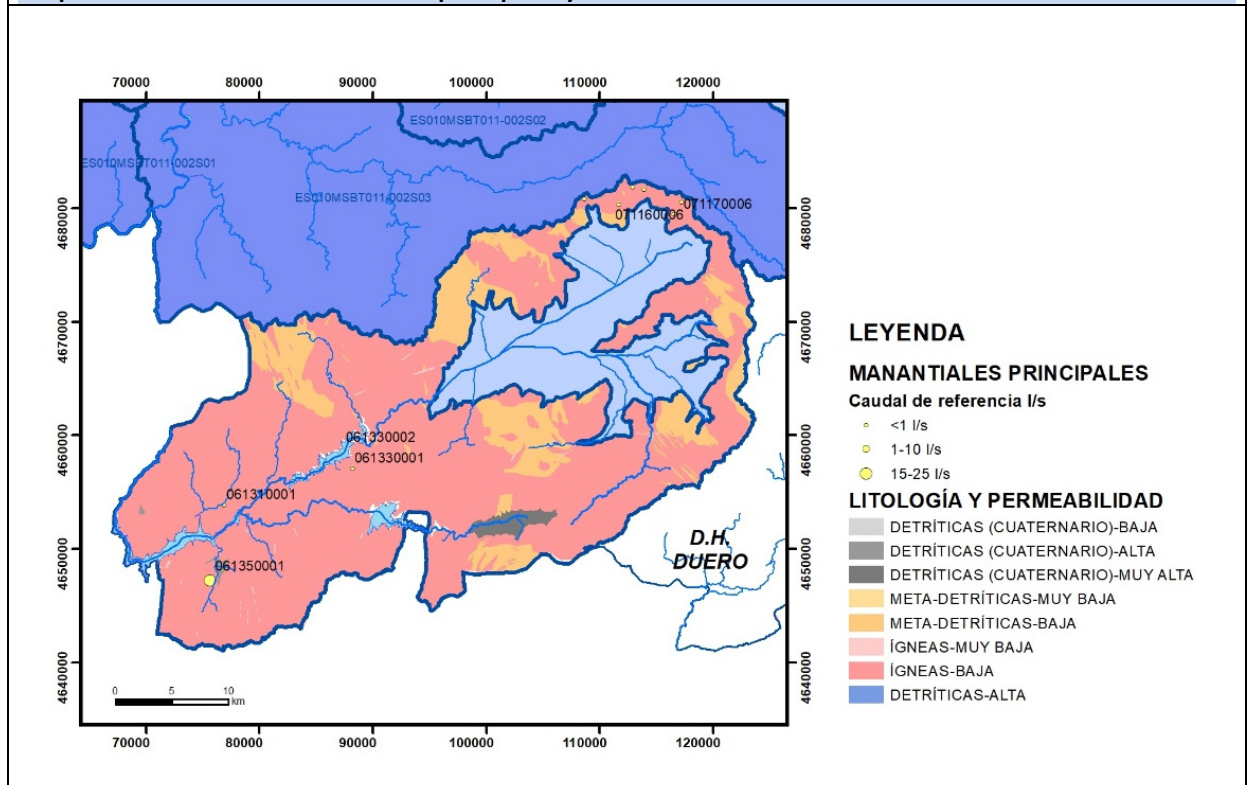 70000 80000 90000 100000 110000 120000
ES010MSBT011-002S02
ES010MSBT011-002S01
ES010MSBT011-002S03
4680000
4680000
071170006
071160006
4670000
4670000
4660000
4660000
061330002
061330001
061310001
4650000
4650000
061350001
D.H.
DUERO
4640000
4640000
0 5 10
km
70000 80000 90000 100000 110000 120000
LEYENDA
MANANTIALES PRINCIPALES
Caudal de referencia l/s
<1 l/s
1-10 l/s
15-25 l/s
LITOLOGÍA Y PERMEABILIDAD
DETRÍTICAS (CUATERNARIO)-BAJA
DETRÍTICAS (CUATERNARIO)-ALTA
DETRÍTICAS (CUATERNARIO)-MUY ALTA
META-DETRÍTICAS-MUY BAJA
META-DETRÍTICAS-BAJA
ÍGNEAS-MUY BAJA
ÍGNEAS-BAJA
DETRÍTICAS-ALTA